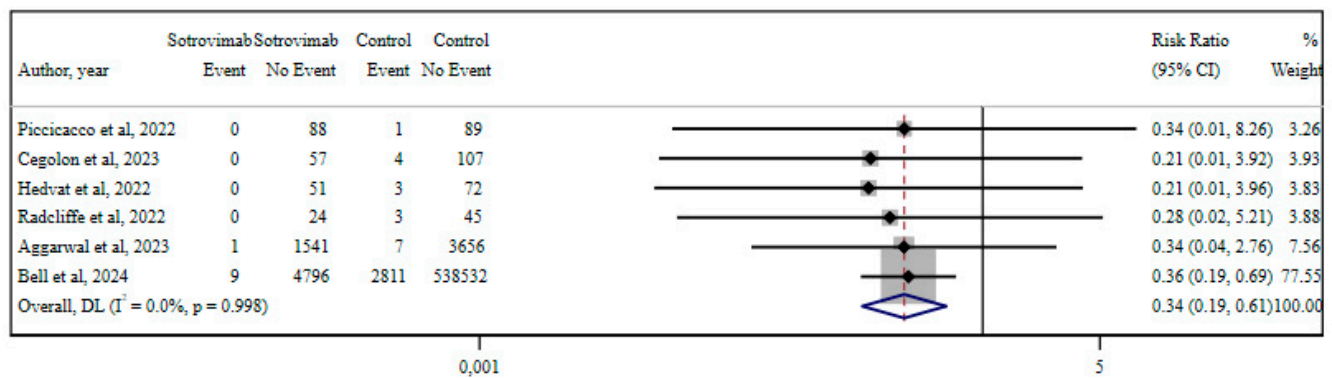 SotrovimabSotrovimab Control Control Risk Ratio %
Author, year Event No Event Event No Event (95% CI) Weight
Piccicacco et al, 2022 0 88 1 89 0.34 (0.01, 8.26) 3.26
Cegolon et al, 2023 0 57 4 107 0.21 (0.01, 3.92) 3.93
Hedvat et al, 2022 0 51 3 72 0.21 (0.01, 3.96) 3.83
Radcliffe et al, 2022 0 24 3 45 0.28 (0.02, 5.21) 3.88
Aggarwal et al, 2023 1 1541 7 3656 0.34 (0.04, 2.76) 7.56
Bell et al, 2024 9 4796 2811 538532 0.36 (0.19, 0.69) 77.55
Overall, DL (I² = 0.0%, p = 0.998) 0.34 (0.19, 0.61)100.00
0,001 5